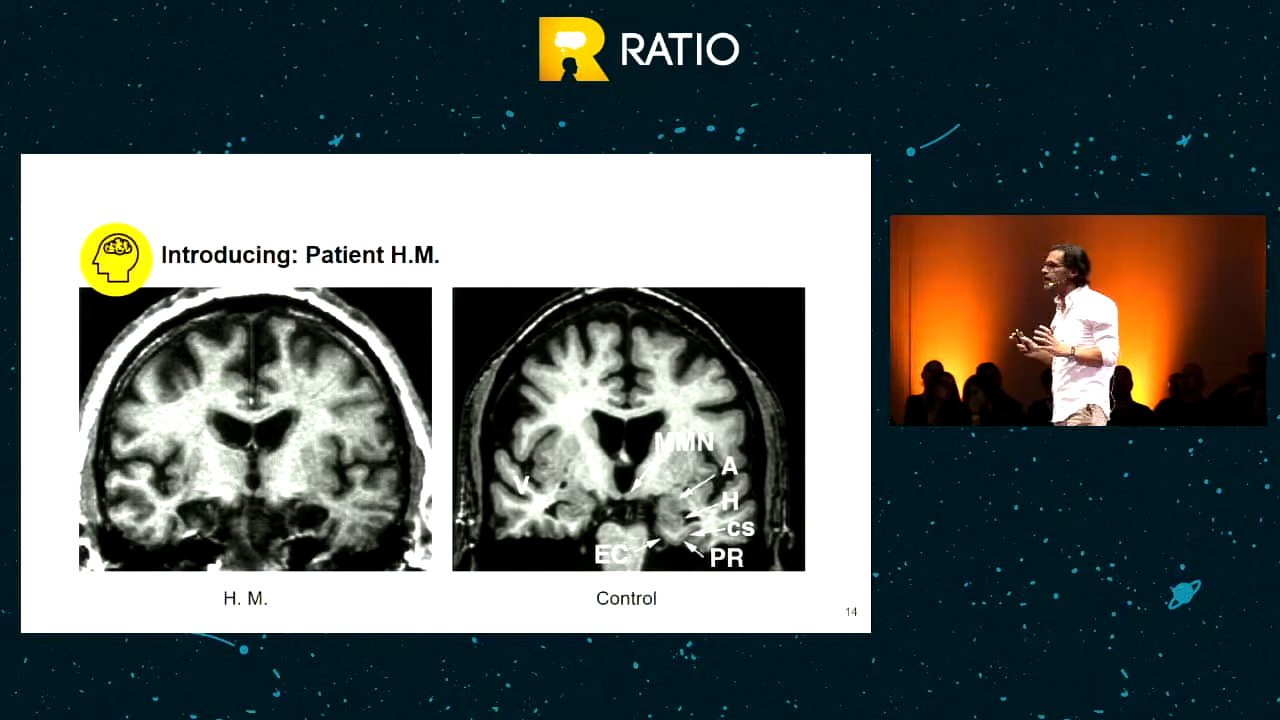 RATIO
Introducing: Patient H.M.
MMN
A
V
H
cs
EC
PR
H. M.
Control
14